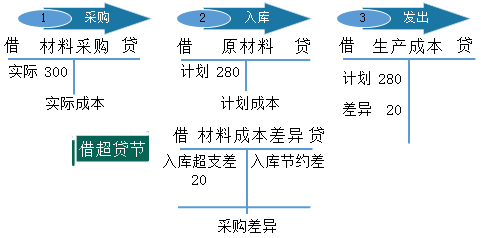 1 采购
2 入库
3 发出
借 材料采购 贷
借 原材料 贷
借 生产成本 贷
实际 300
计划 280
计划 280
实际成本
计划成本
差异 20
借超贷节
借 材料成本差异 贷
入库超支差 入库节约差
20
采购差异